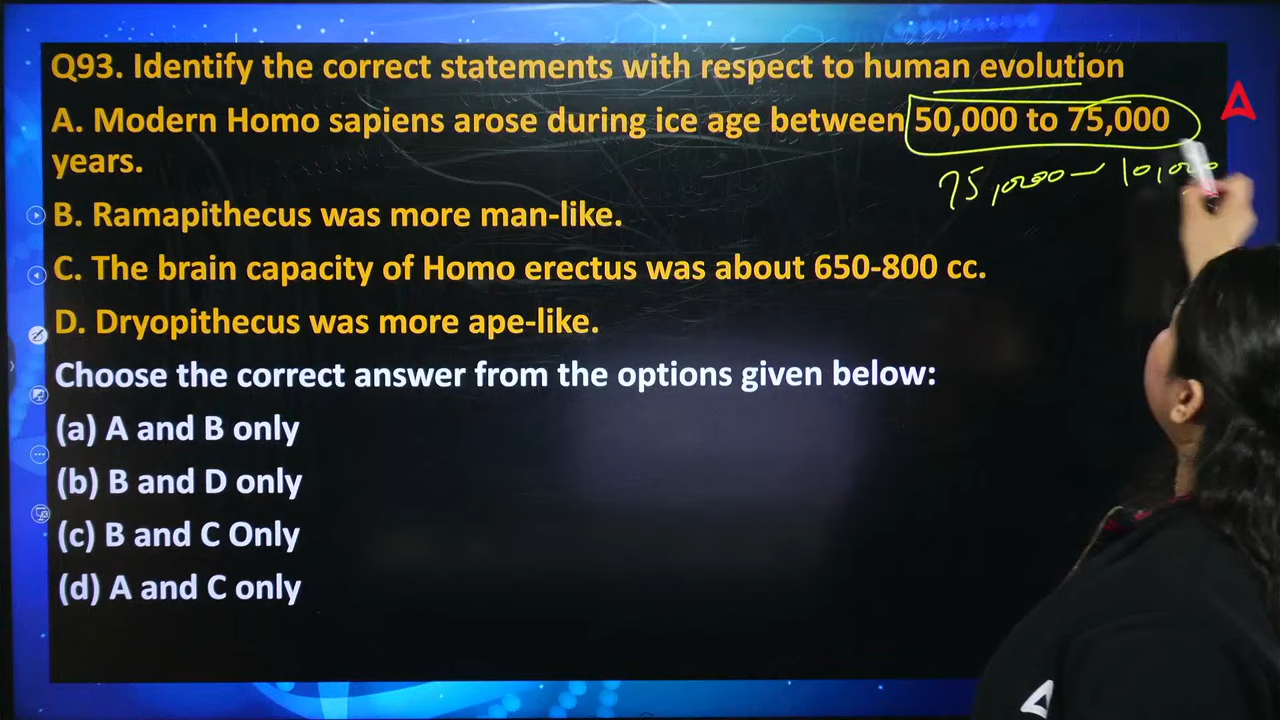 Q93. Identify the correct statements with respect to human evolution
A. Modern Homo sapiens arose during ice age between 50,000 to 75,000
years.
75,000 - 10,000
B. Ramapithecus was more man-like.
C. The brain capacity of Homo erectus was about 650-800 cc.
D. Dryopithecus was more ape-like.
Choose the correct answer from the options given below:
(a) A and B only
(b) B and D only
(c) B and C Only
(d) A and C only